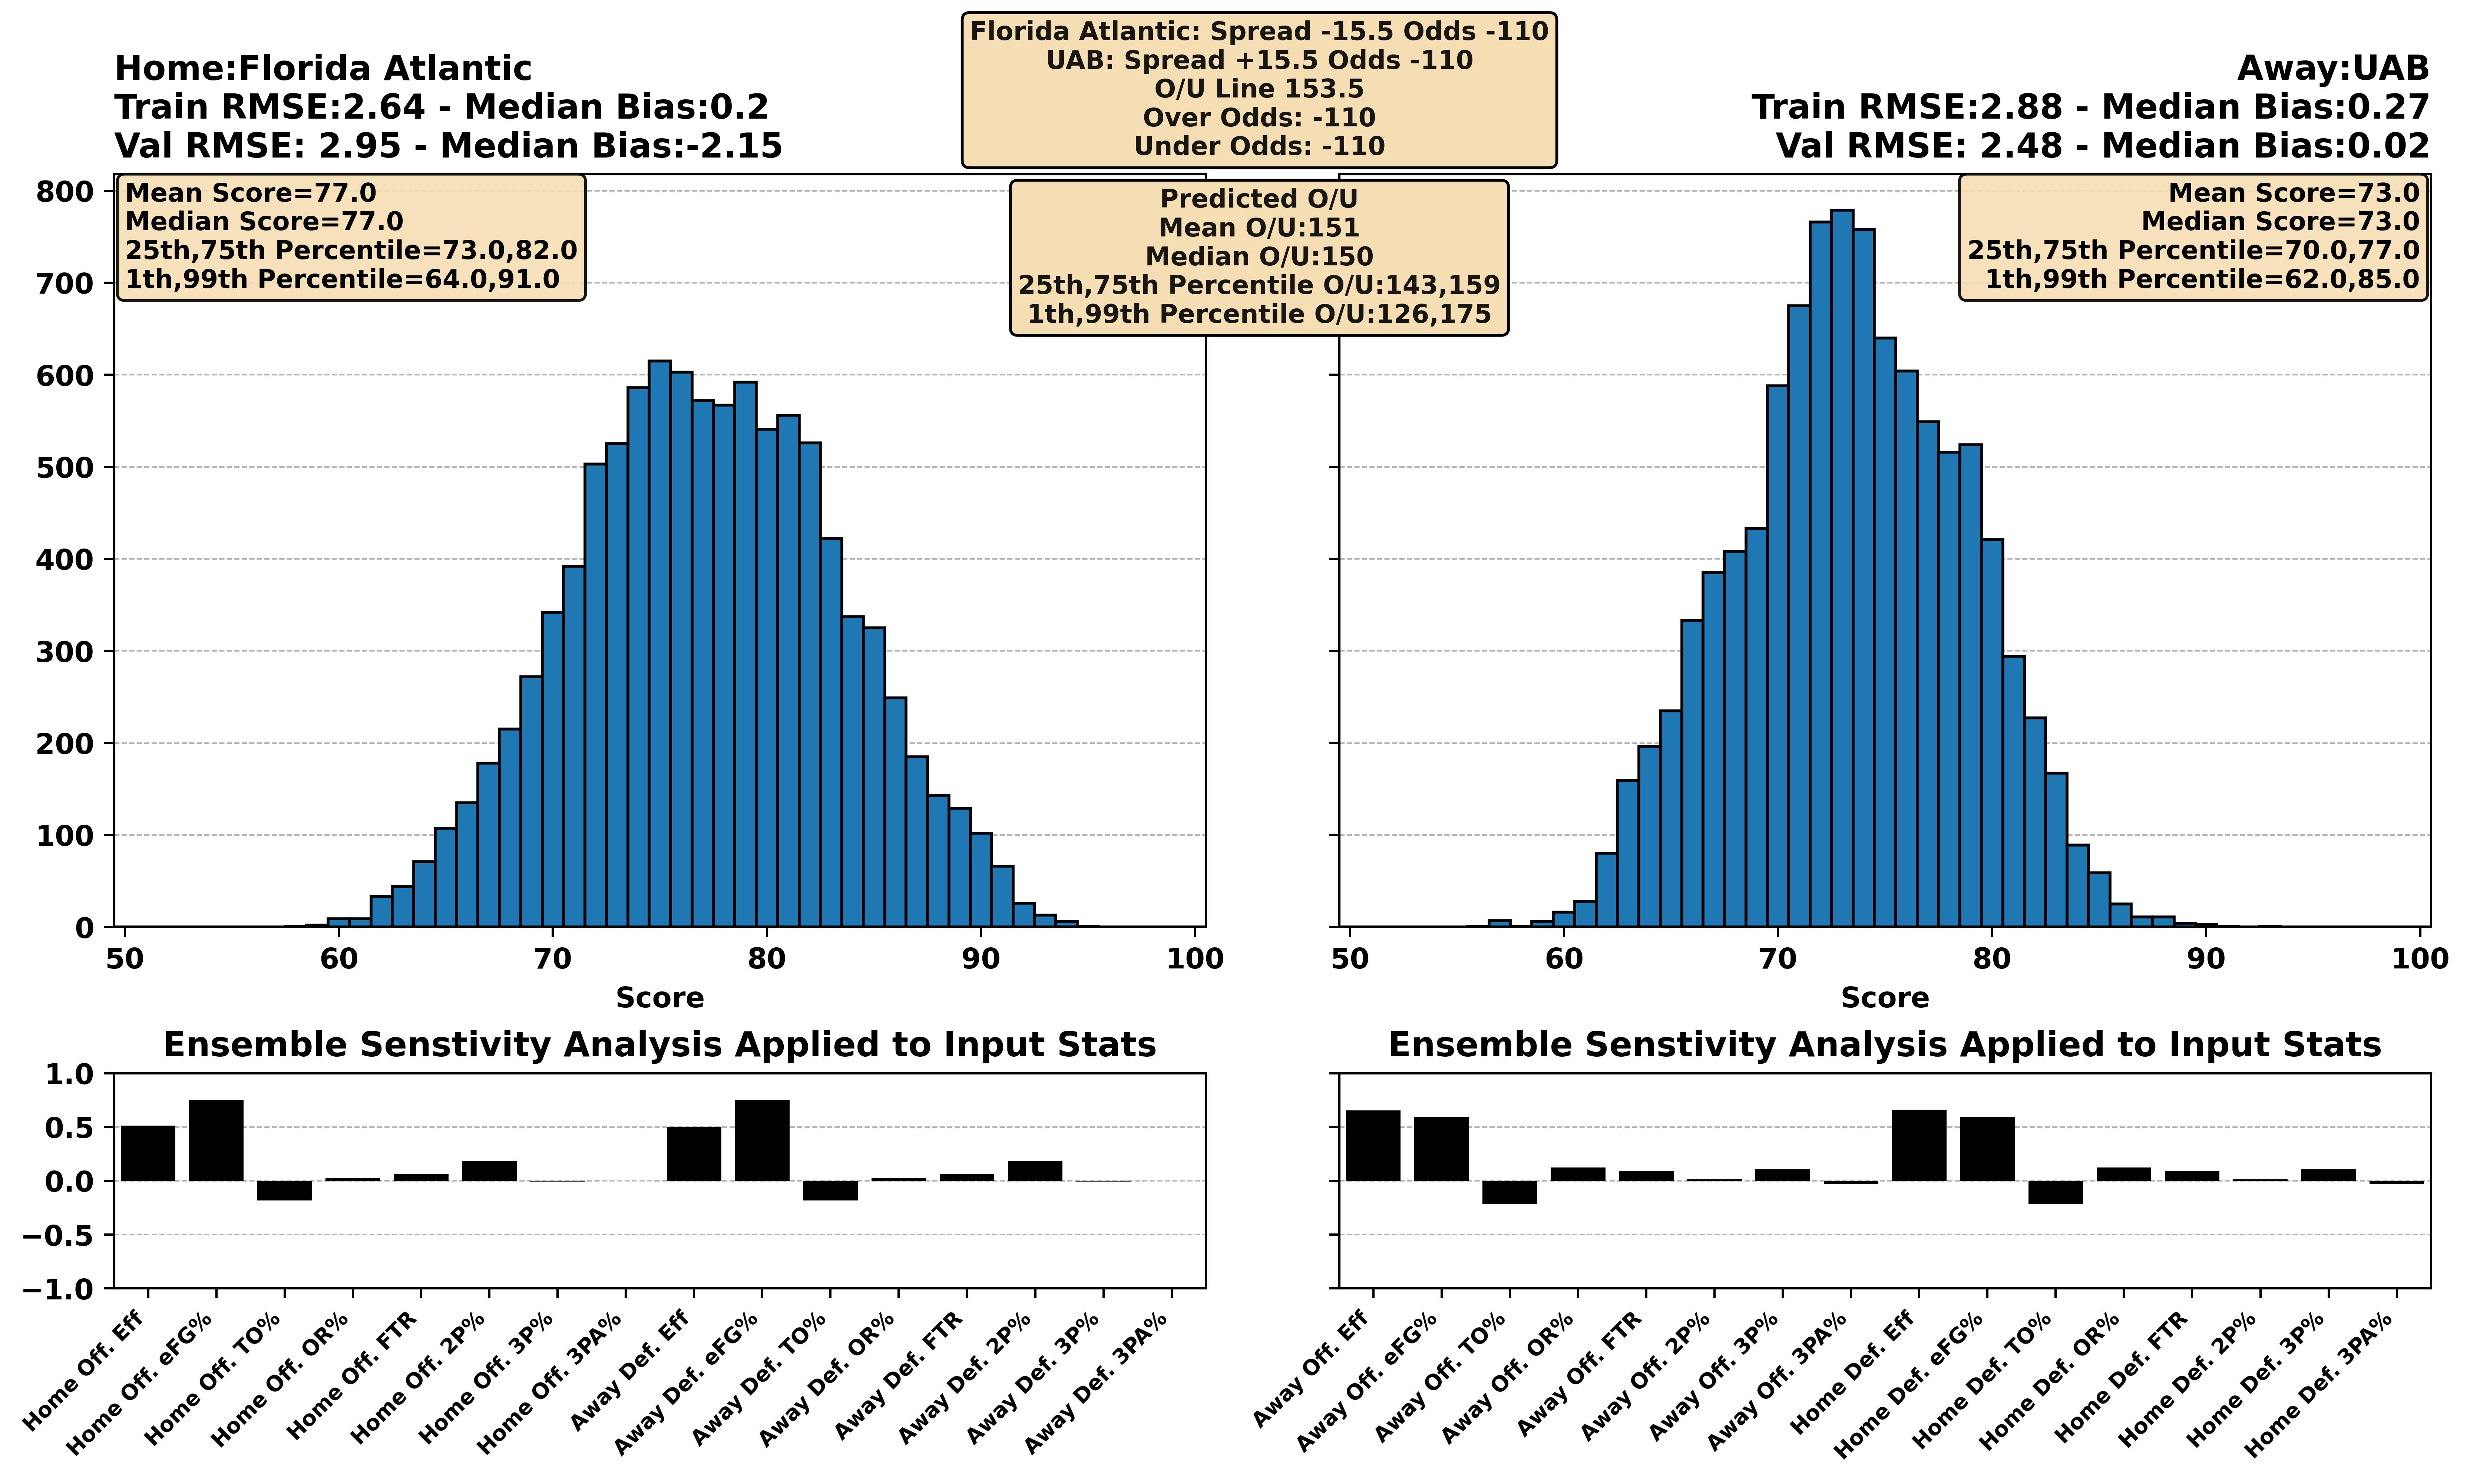 Florida Atlantic: Spread -15.5 Odds -110
UAB: Spread +15.5 Odds -110
O/U Line 153.5
Over Odds: -110
Under Odds: -110
Home:Florida Atlantic
Train RMSE:2.64 - Median Bias:0.2
Val RMSE: 2.95 - Median Bias:-2.15
Away:UAB
Train RMSE:2.88 - Median Bias:0.27
Val RMSE: 2.48 - Median Bias:0.02
Mean Score=77.0
Median Score=77.0
25th,75th Percentile=73.0,82.0
1th,99th Percentile=64.0,91.0
Predicted O/U
Mean O/U:151
Median O/U:150
25th,75th Percentile O/U:143,159
1th,99th Percentile O/U:126,175
Mean Score=73.0
Median Score=73.0
25th,75th Percentile=70.0,77.0
1th,99th Percentile=62.0,85.0
800
700
600
500
400
300
200
100
0
50 60 70 80 90 100
Score
50 60 70 80 90 100
Score
Ensemble Senstivity Analysis Applied to Input Stats
1.0
0.5
0.0
−0.5
−1.0
Home Off. Eff
Home Off. eFG%
Home Off. TO%
Home Off. OR%
Home Off. FTR
Home Off. 2P%
Home Off. 3P%
Home Off. 3PA%
Away Def. Eff
Away Def. eFG%
Away Def. TO%
Away Def. OR%
Away Def. FTR
Away Def. 2P%
Away Def. 3P%
Away Def. 3PA%
Ensemble Senstivity Analysis Applied to Input Stats
Away Off. Eff
Away Off. eFG%
Away Off. TO%
Away Off. OR%
Away Off. FTR
Away Off. 2P%
Away Off. 3P%
Away Off. 3PA%
Home Def. Eff
Home Def. eFG%
Home Def. TO%
Home Def. OR%
Home Def. FTR
Home Def. 2P%
Home Def. 3P%
Home Def. 3PA%